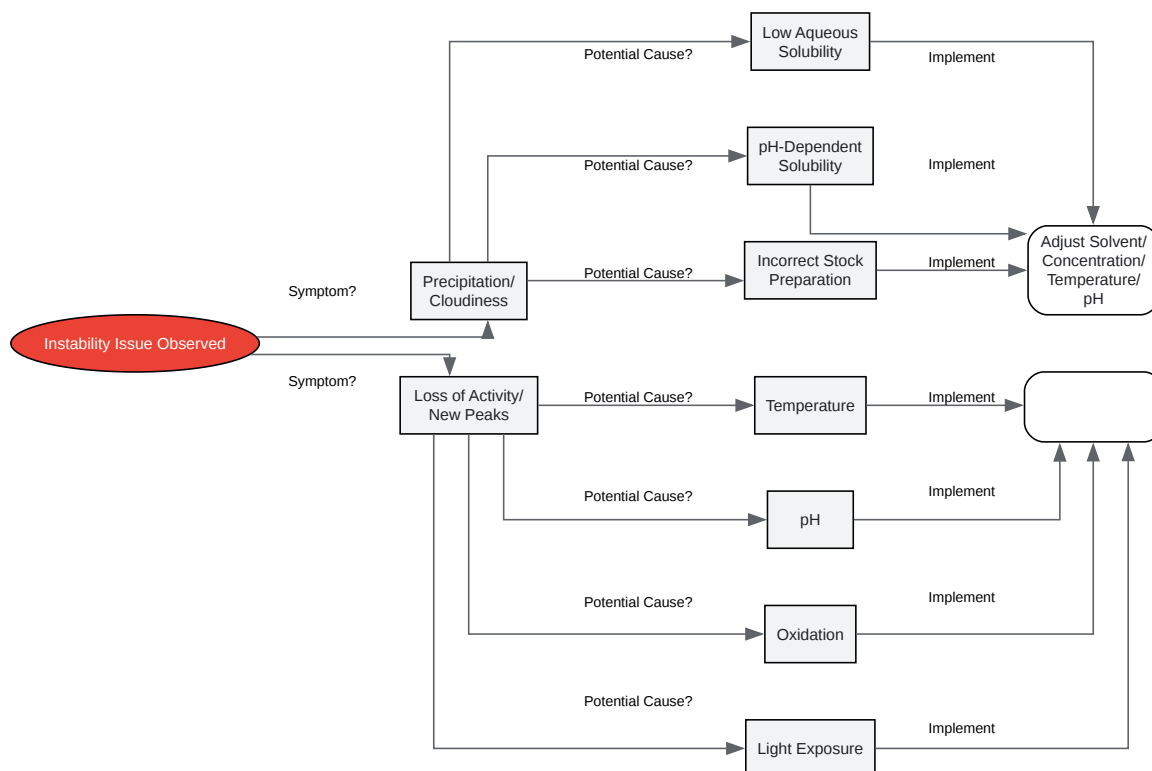 Low Aqueous
Solubility
Potential Cause?
Implement
pH-Dependent
Solubility
Potential Cause?
Implement
Adjust Solvent/
Concentration/
Temperature/
pH
Incorrect Stock
Preparation
Potential Cause?
Implement
Precipitation/
Cloudiness
Symptom?
Instability Issue Observed
Symptom?
Loss of Activity/
New Peaks
Potential Cause?
Temperature
Implement
Potential Cause?
pH
Implement
Potential Cause?
Oxidation
Implement
Potential Cause?
Light Exposure
Implement